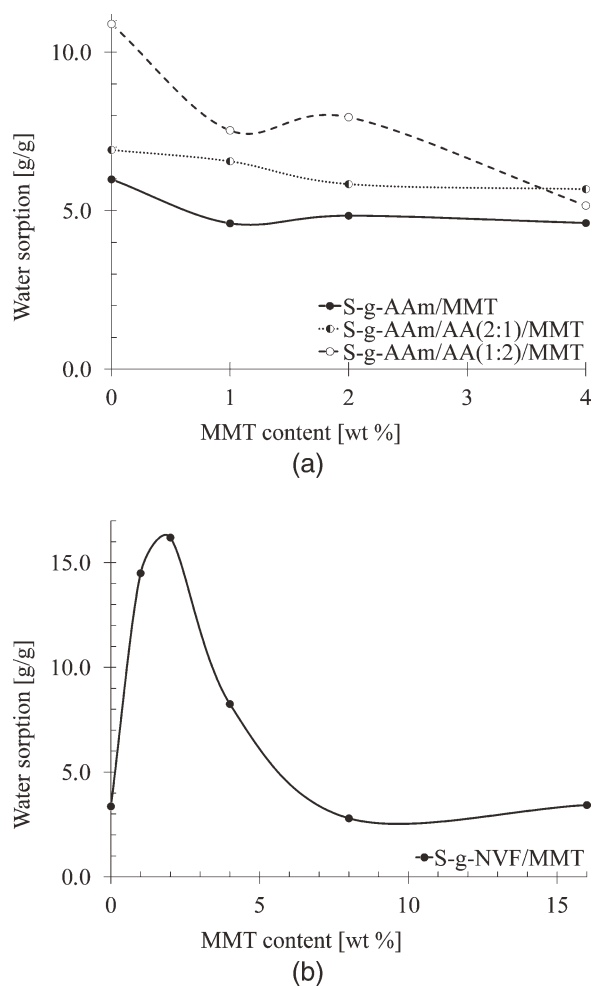 10.0
5.0
0.0
Water sorption [g/g]
S-g-AAm/MMT
S-g-AAm/AA(2:1)/MMT
S-g-AAm/AA(1:2)/MMT
0 1 2 3 4
MMT content [wt %]
(a)
15.0
10.0
5.0
0.0
Water sorption [g/g]
S-g-NVF/MMT
0 5 10 15
MMT content [wt %]
(b)